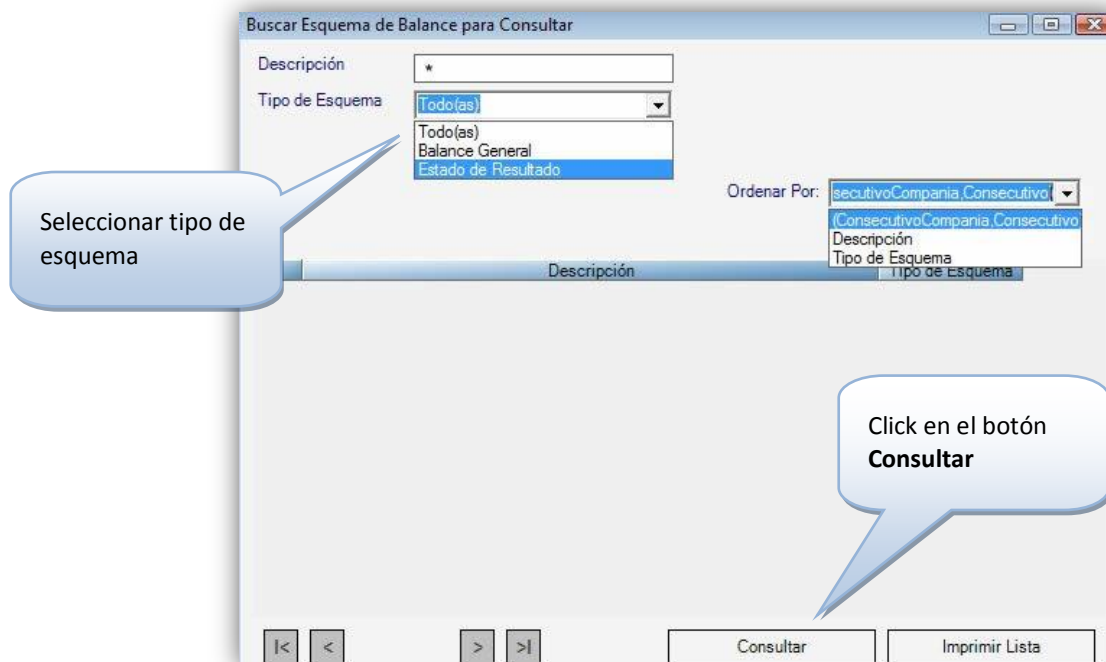 Buscar Esquema de Balance para Consultar
Descripción
*
Tipo de Esquema
Todo(as)
Todo(as)
Balance General
Estado de Resultado
Seleccionar tipo de
esquema
Ordenar Por:
secutivoCompania,Consecutivo(
(ConsecutivoCompania,Consecutivo
Descripción
Tipo de Esquema
Descripción
Tipo de Esquema
Click en el botón
Consultar
|<
<
>
>|
Consultar
Imprimir Lista